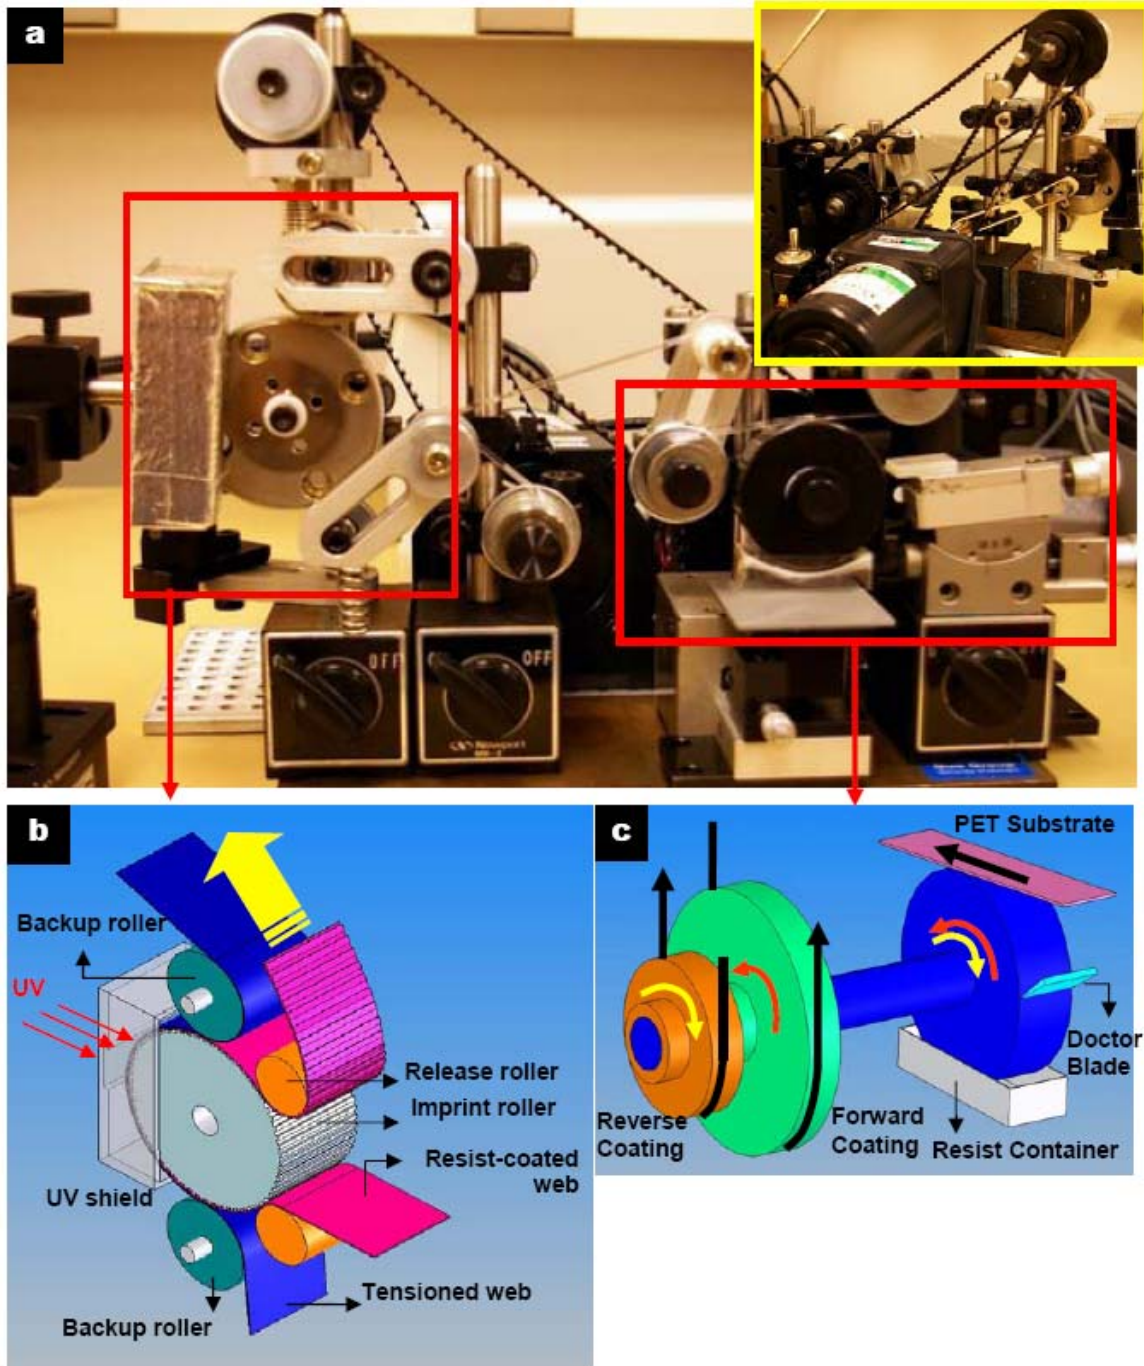 a
OFF
OFF
Newport
b
Backup roller
UV
Release roller
Imprint roller
Resist-coated
web
UV shield
Tensioned web
Backup roller
c
PET Substrate
Doctor
Blade
Reverse
Coating
Forward
Coating
Resist Container